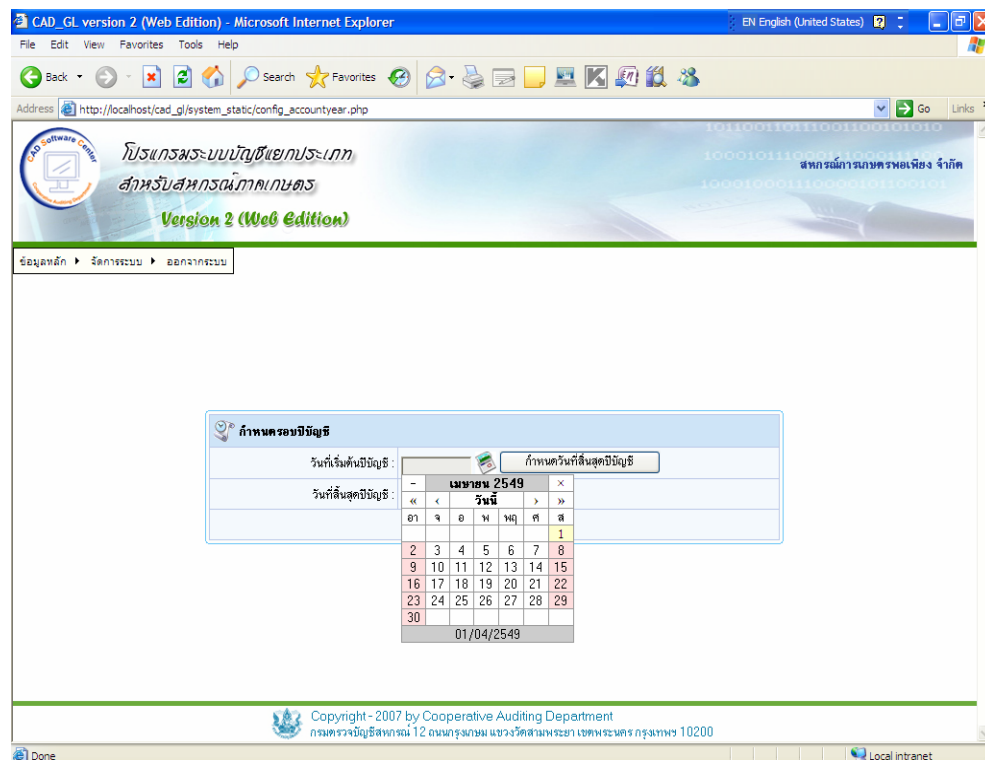 CAD_GL version 2 (Web Edition) - Microsoft Internet Explorer
EN English (United States)
File Edit View Favorites Tools Help
Back Search Favorites
Address http://localhost/cad_gl/system_static/config_accountyear.php Go Links
CAD Software Center
โปรแกรมระบบบัญชีแยกประเภท
สำหรับสหกรณ์ภาคเกษตร
Version 2 (Web Edition)
สหกรณ์การเกษตรพอเพียง จำกัด
ข้อมูลหลัก จัดการระบบ ออกจากระบบ
กำหนดรอบปีบัญชี
วันที่เริ่มต้นปีบัญชี : กำหนดวันที่สิ้นสุดปีบัญชี
วันที่สิ้นสุดปีบัญชี :
- เมษายน 2549 ×
« ‹ วันนี้ › »
อา จ อ พ พฤ ศ ส
1
2 3 4 5 6 7 8
9 10 11 12 13 14 15
16 17 18 19 20 21 22
23 24 25 26 27 28 29
30
01/04/2549
Copyright - 2007 by Cooperative Auditing Department
กรมตรวจบัญชีสหกรณ์ 12 ถนนกรุงเกษม แขวงวัดสามพระยา เขตพระนคร กรุงเทพฯ 10200
Done Local intranet